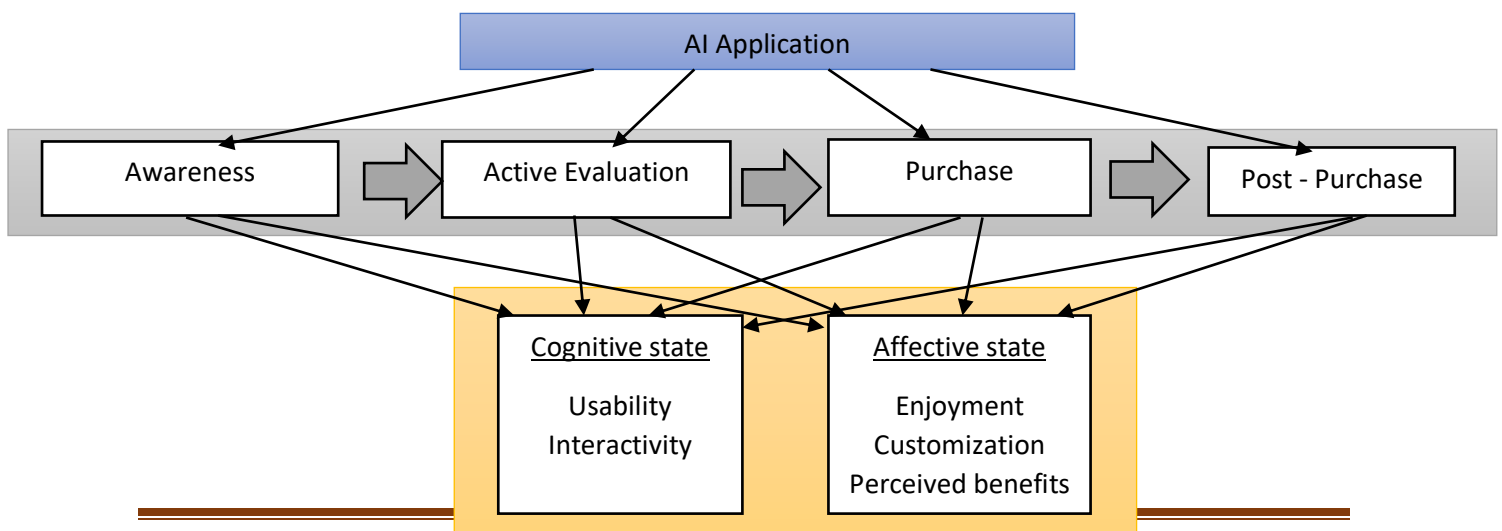 AI Application
Awareness
Active Evaluation
Purchase
Post - Purchase
Cognitive state
Usability
Interactivity
Affective state
Enjoyment
Customization
Perceived benefits